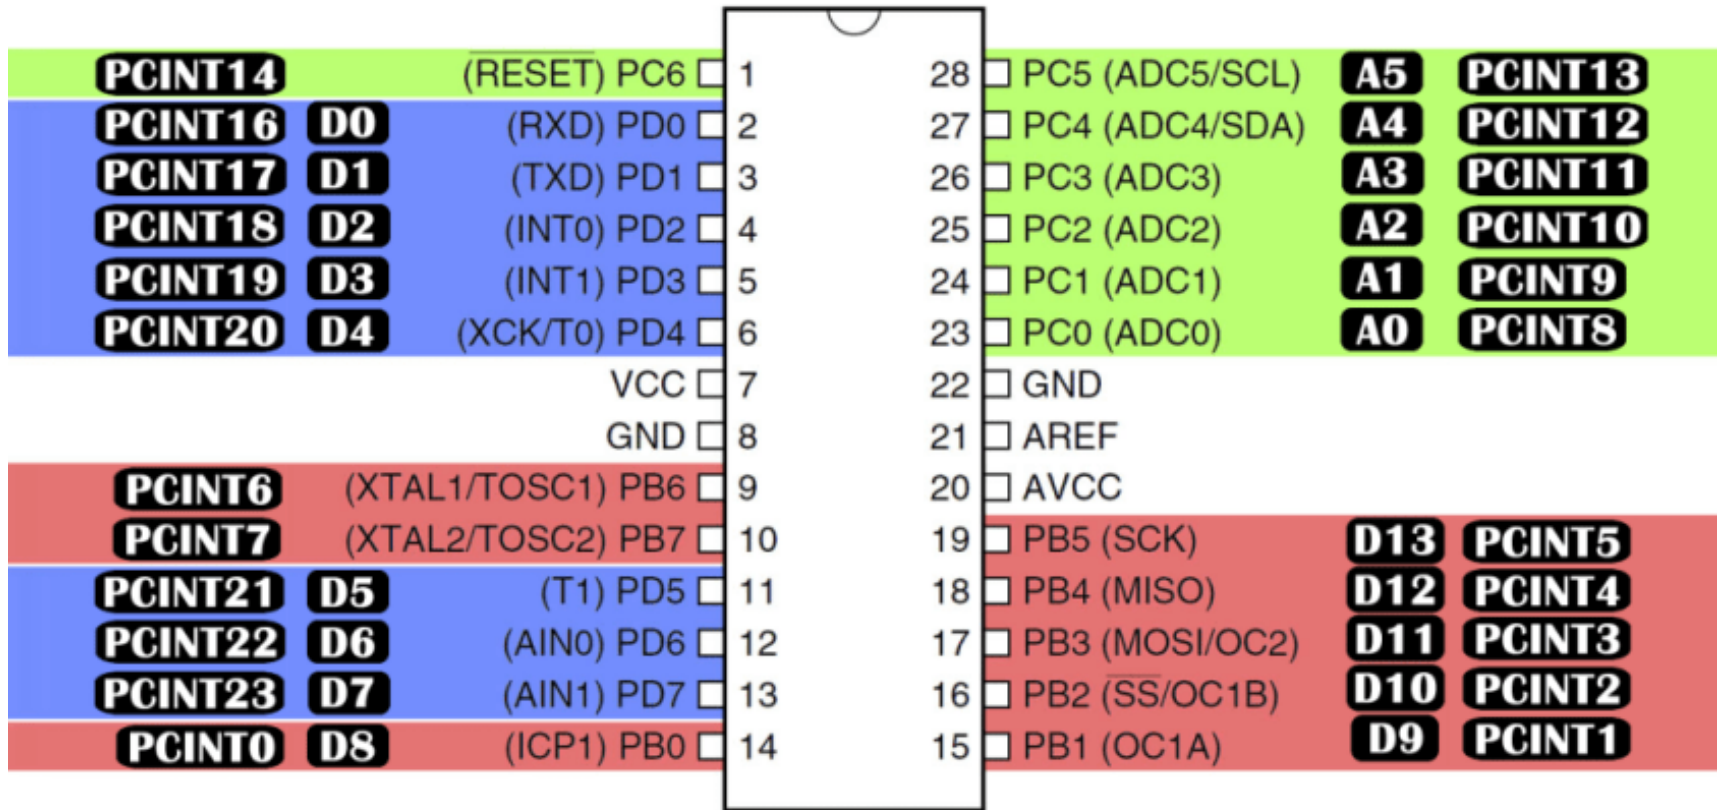 PCINT14 (RESET) PC6 1 28 PC5 (ADC5/SCL) A5 PCINT13
PCINT16 D0 (RXD) PD0 2 27 PC4 (ADC4/SDA) A4 PCINT12
PCINT17 D1 (TXD) PD1 3 26 PC3 (ADC3) A3 PCINT11
PCINT18 D2 (INT0) PD2 4 25 PC2 (ADC2) A2 PCINT10
PCINT19 D3 (INT1) PD3 5 24 PC1 (ADC1) A1 PCINT9
PCINT20 D4 (XCK/T0) PD4 6 23 PC0 (ADC0) A0 PCINT8
VCC 7 22 GND
GND 8 21 AREF
PCINT6 (XTAL1/TOSC1) PB6 9 20 AVCC
PCINT7 (XTAL2/TOSC2) PB7 10 19 PB5 (SCK) D13 PCINT5
PCINT21 D5 (T1) PD5 11 18 PB4 (MISO) D12 PCINT4
PCINT22 D6 (AIN0) PD6 12 17 PB3 (MOSI/OC2) D11 PCINT3
PCINT23 D7 (AIN1) PD7 13 16 PB2 (SS/OC1B) D10 PCINT2
PCINT0 D8 (ICP1) PB0 14 15 PB1 (OC1A) D9 PCINT1